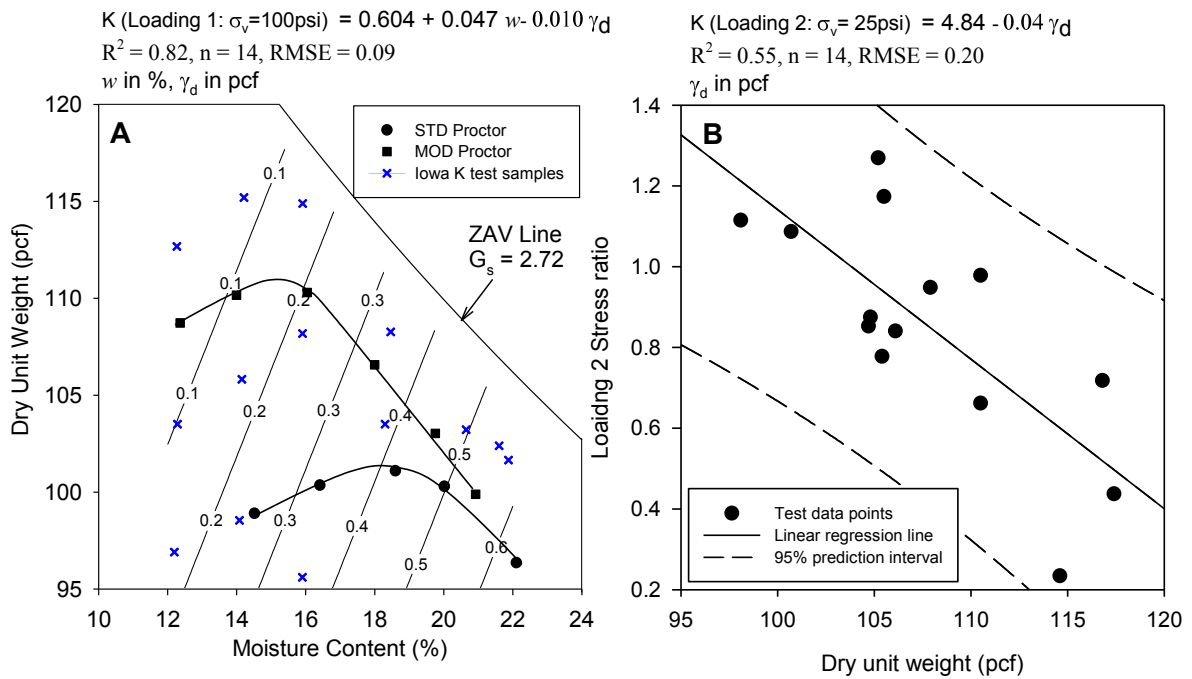 K (Loading 1: σv=100psi) = 0.604 + 0.047 w- 0.010 γd
R2 = 0.82, n = 14, RMSE = 0.09
w in %, γd in pcf
A
STD Proctor
MOD Proctor
Iowa K test samples
ZAV Line
Gs = 2.72
0.1
0.1
0.2
0.3
0.1
0.2
0.3
0.4
0.5
0.2
0.3
0.4
0.5
0.6
120
115
110
105
100
95
10 12 14 16 18 20 22 24
Dry Unit Weight (pcf)
Moisture Content (%)
K (Loading 2: σv= 25psi) = 4.84 - 0.04 γd
R2 = 0.55, n = 14, RMSE = 0.20
γd in pcf
B
1.4
1.2
1.0
0.8
0.6
0.4
0.2
Loaidng 2 Stress ratio
Test data points
Linear regression line
95% prediction interval
95 100 105 110 115 120
Dry unit weight (pcf)